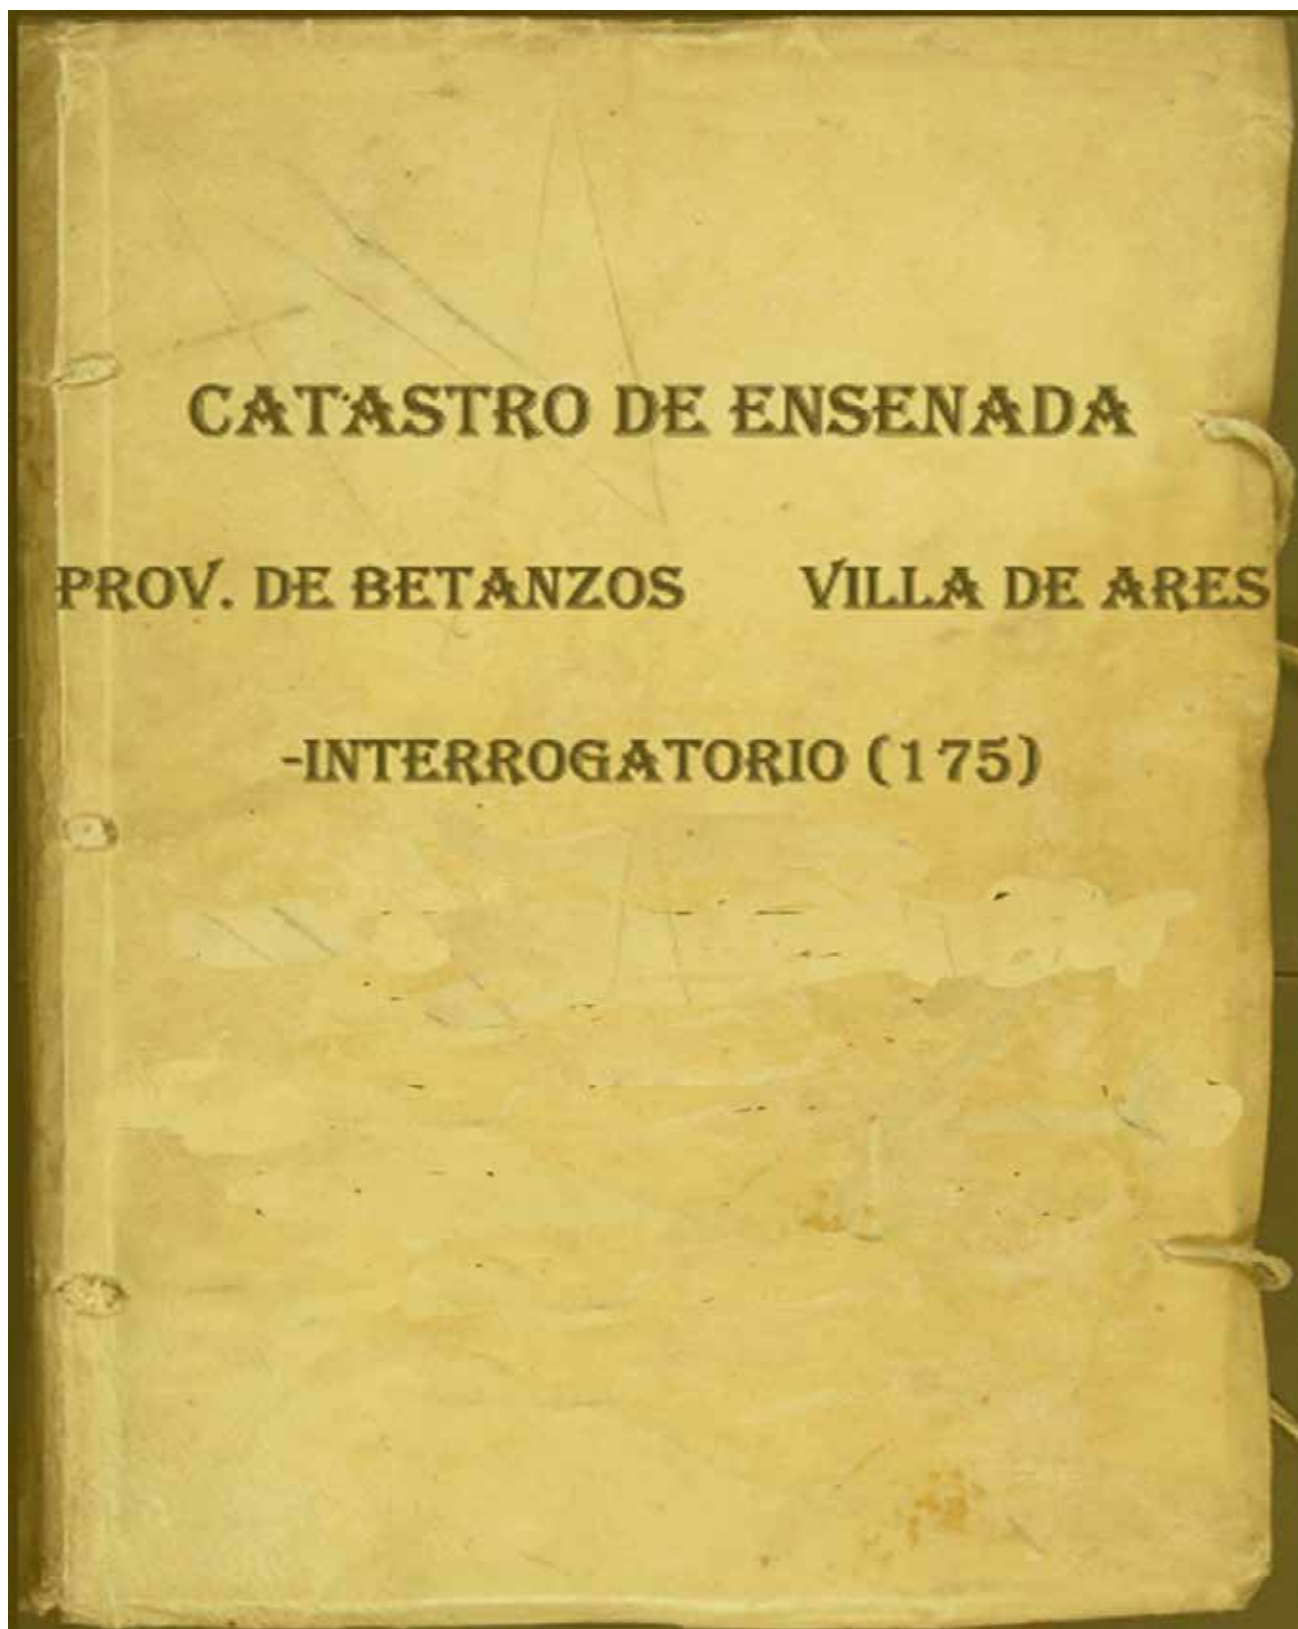 CATASTRO DE ENSENADA
PROV. DE BETANZOS VILLA DE ARES
-INTERROGATORIO (175)